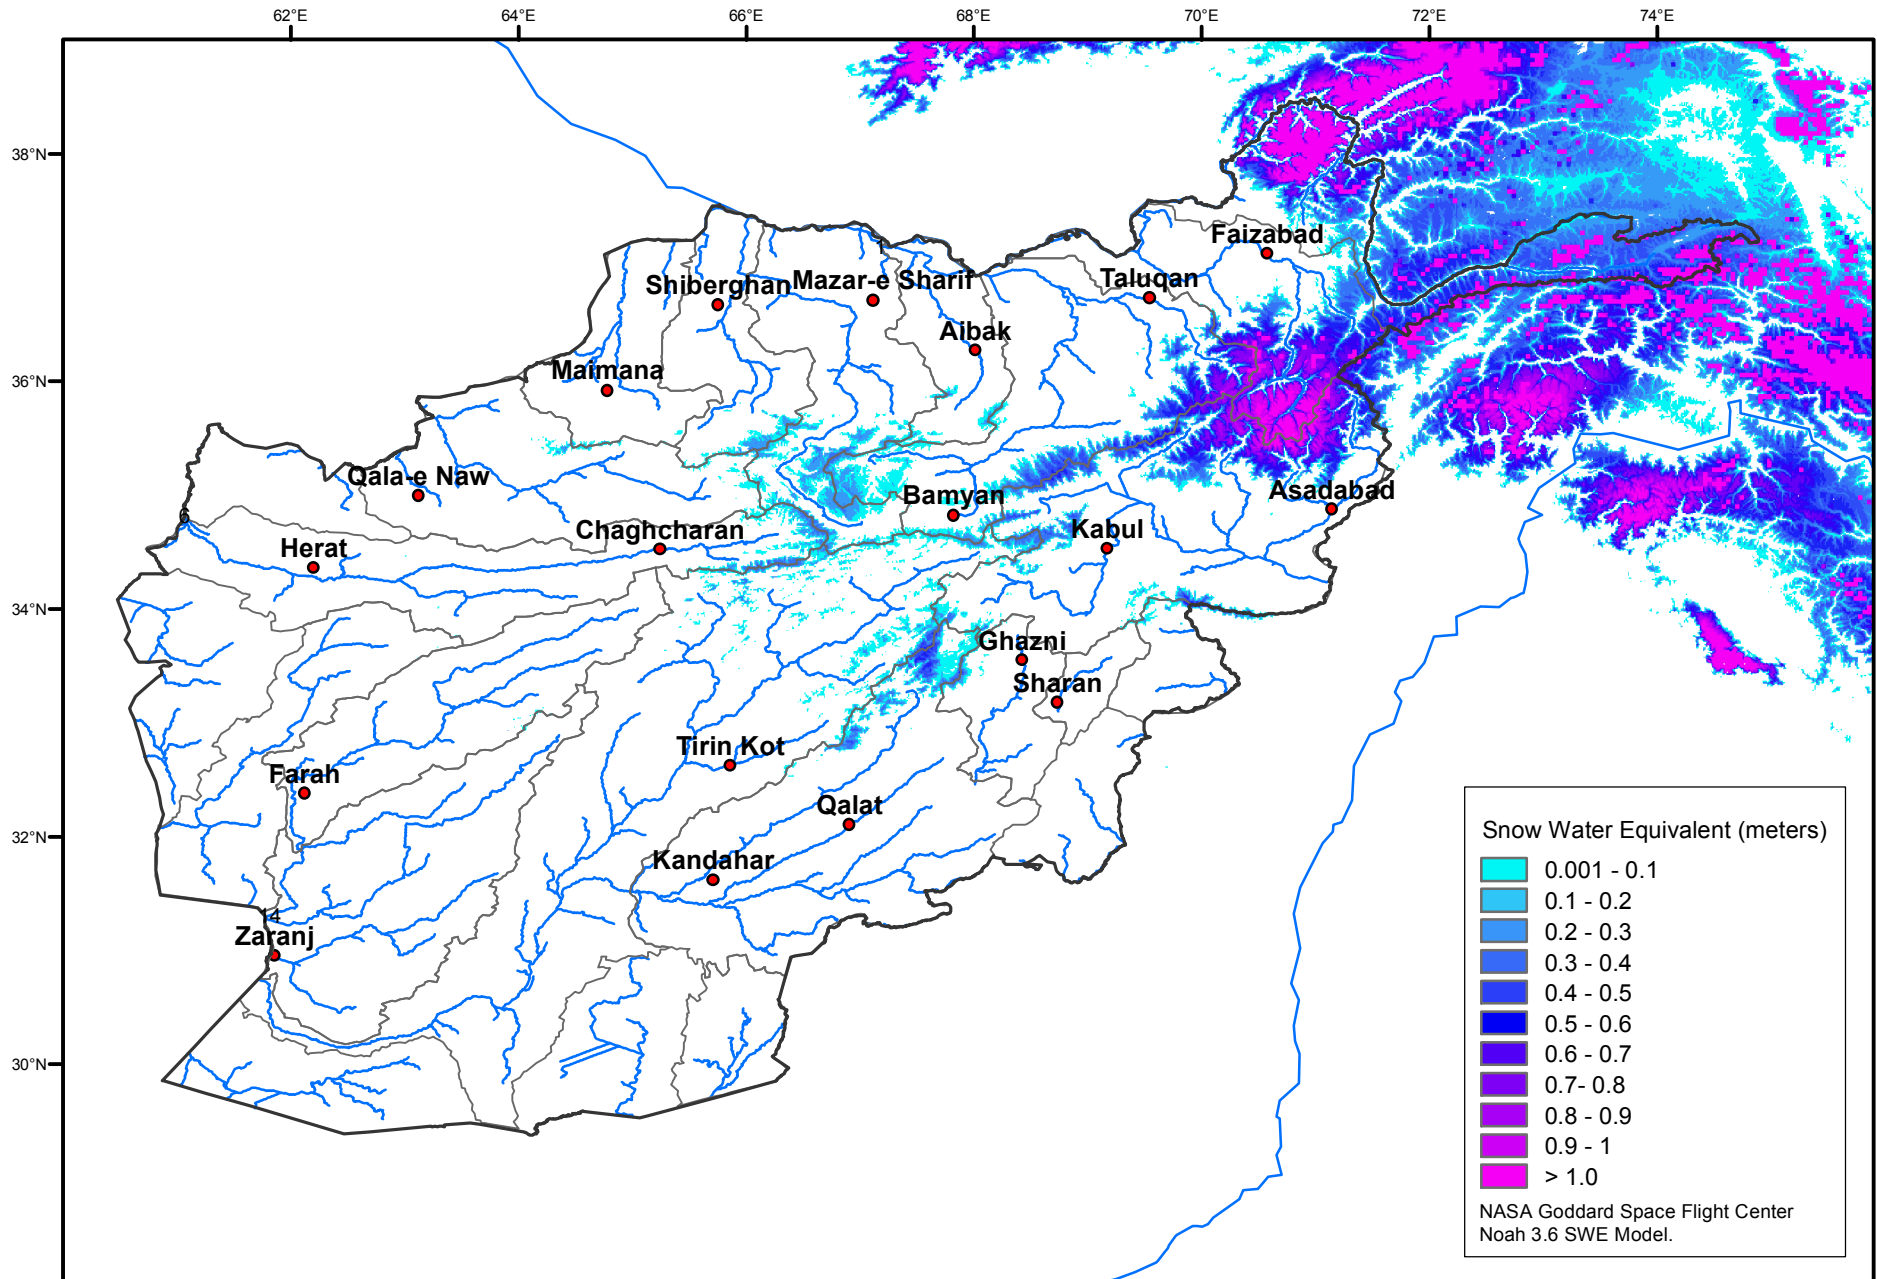 62°E 64°E 66°E 68°E 70°E 72°E 74°E
38°N
Faizabad
Shiberghan Mazar-e Sharif Taluqan
Aibak
36°N
Maimana
Qala-e Naw
Bamyan
Asadabad
6
Chaghcharan
Kabul
Herat
34°N
Ghazni
Sharan
Tirin Kot
Farah
Qalat
32°N
Kandahar
14
Zaranj
30°N
Snow Water Equivalent (meters)
0.001 - 0.1
0.1 - 0.2
0.2 - 0.3
0.3 - 0.4
0.4 - 0.5
0.5 - 0.6
0.6 - 0.7
0.7- 0.8
0.8 - 0.9
0.9 - 1
> 1.0
NASA Goddard Space Flight Center
Noah 3.6 SWE Model.